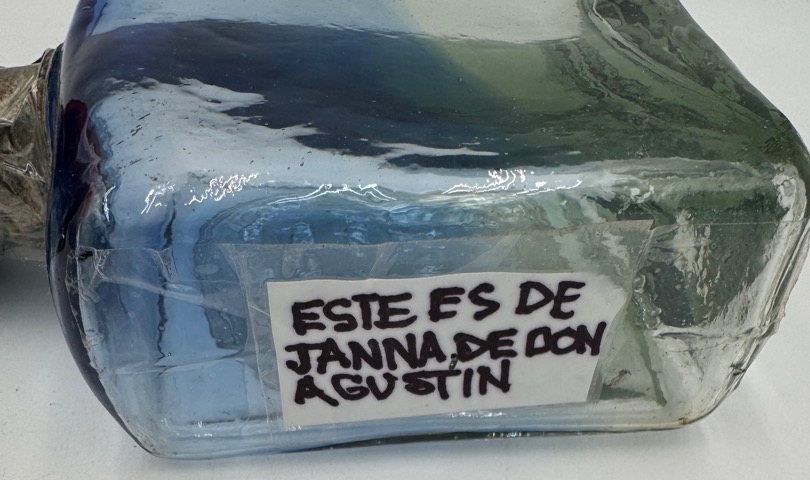 ESTE ES DE
JANNA, DE DON
AGUSTIN